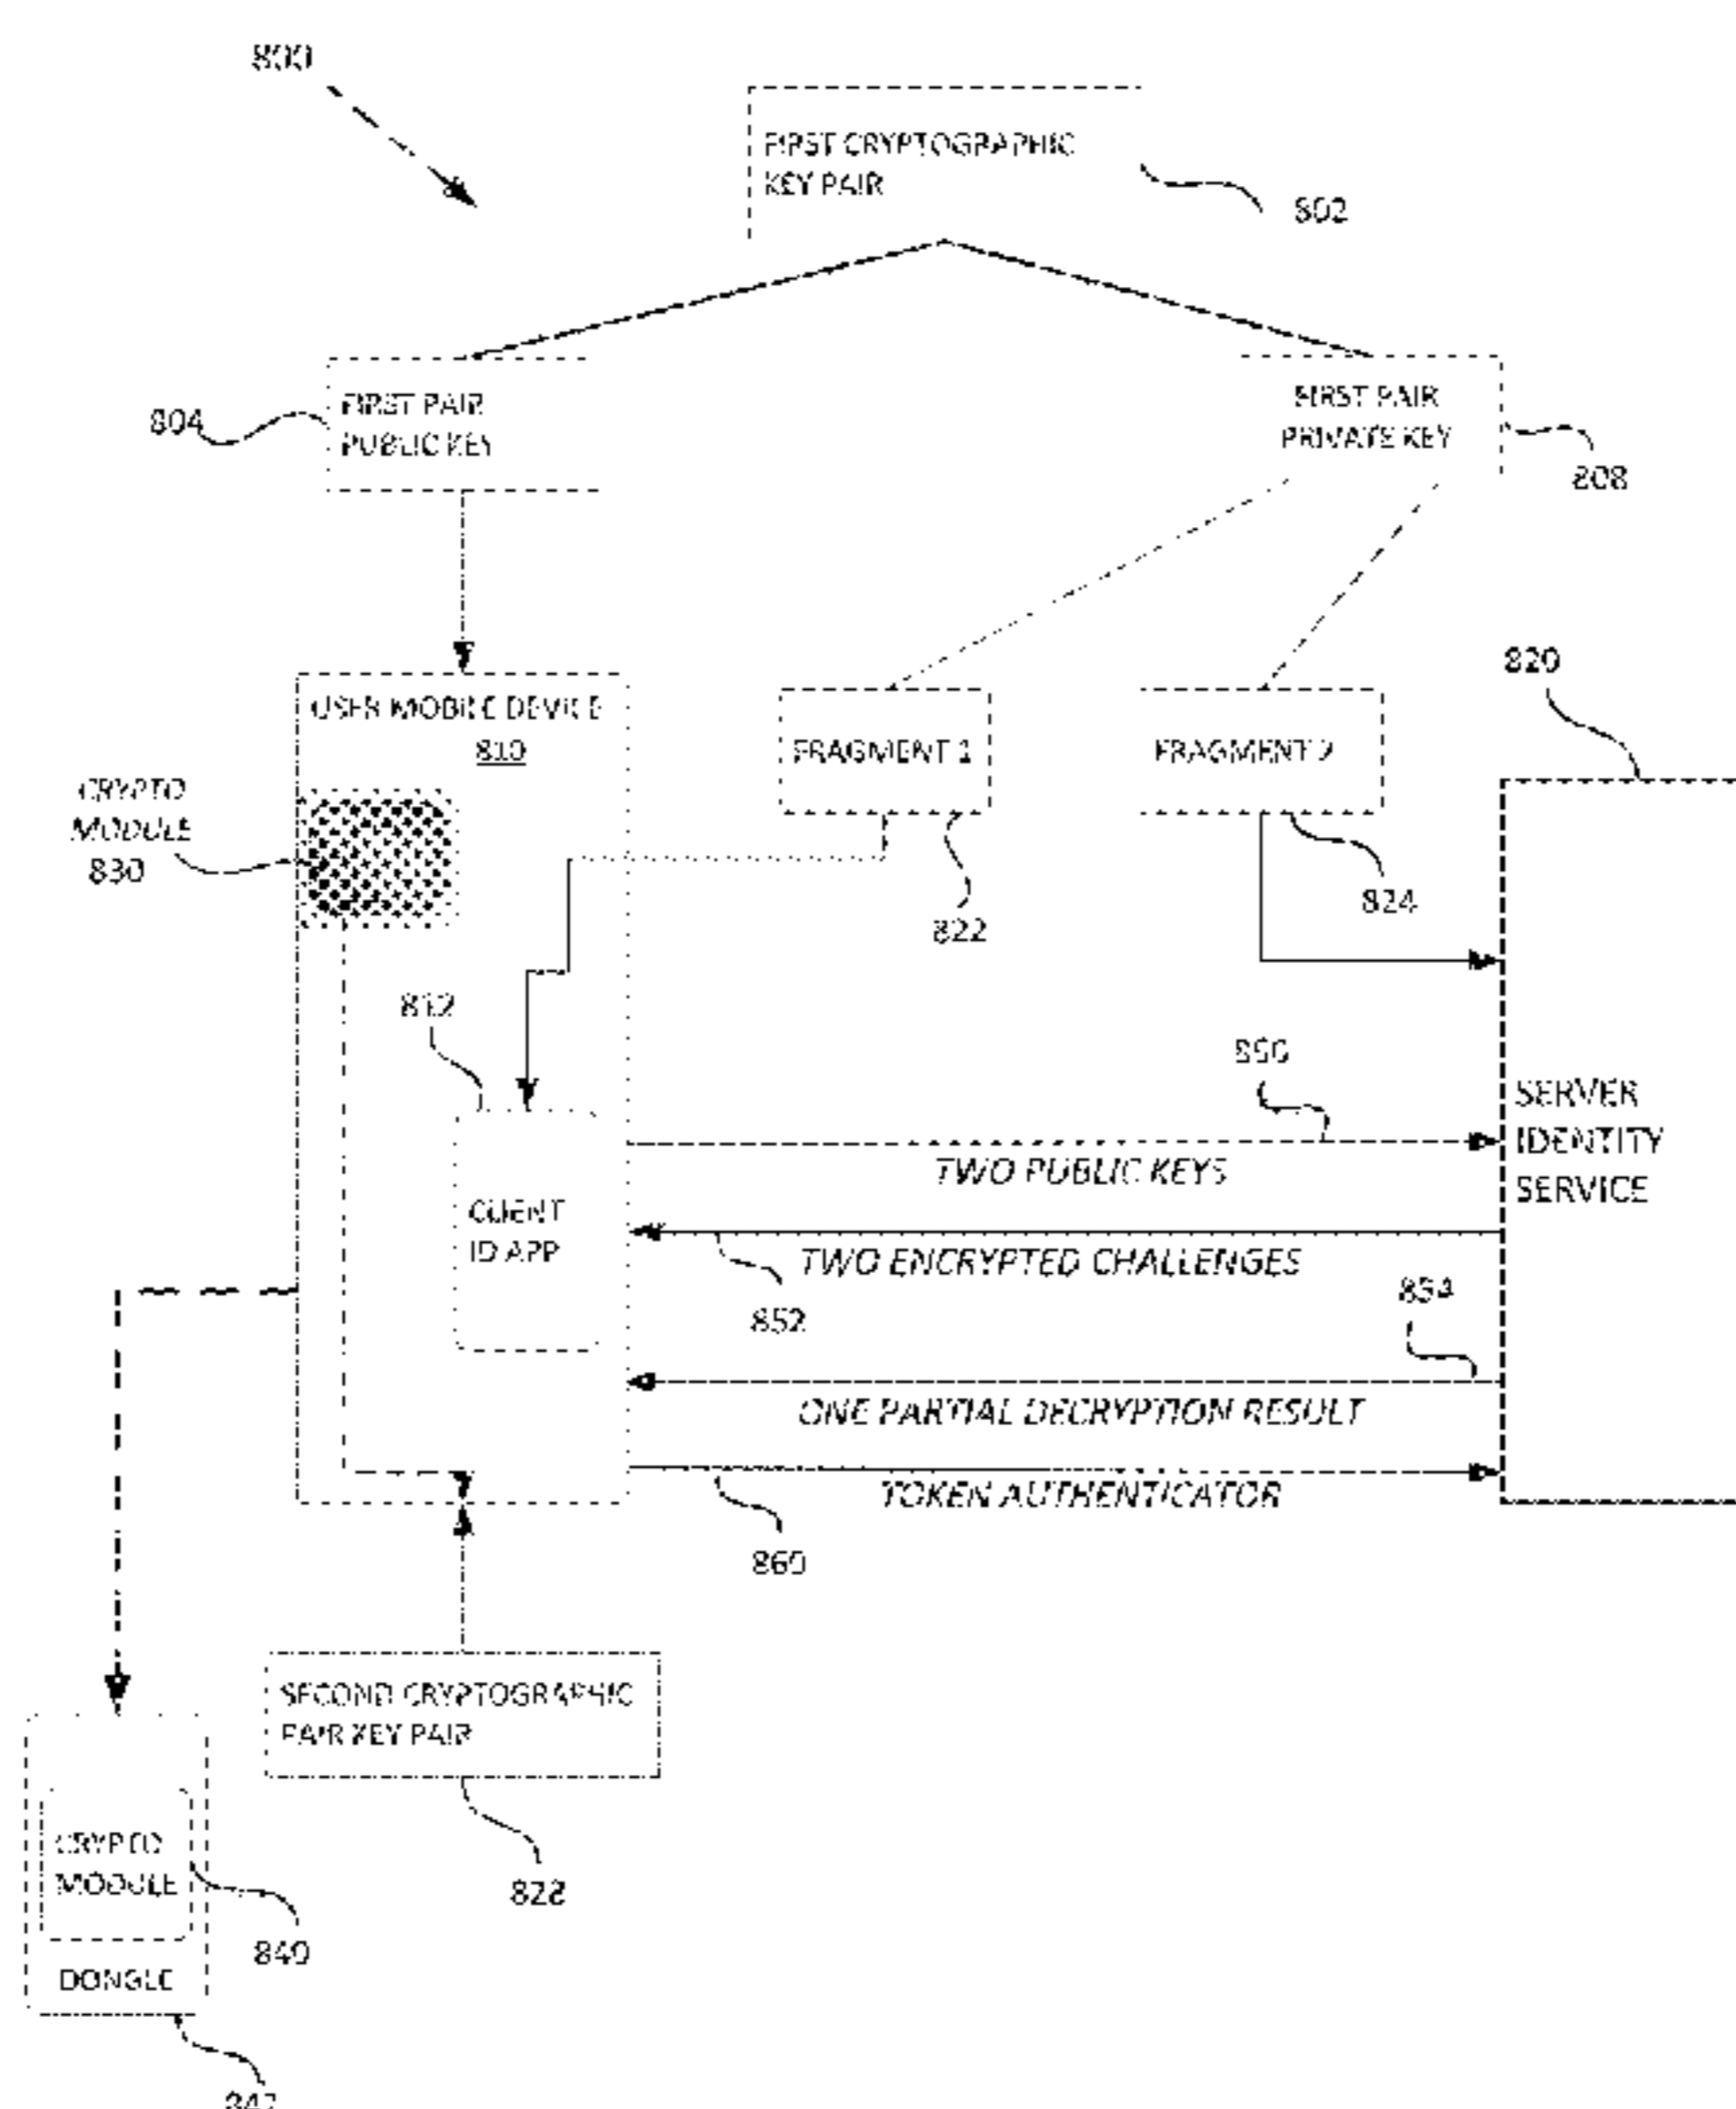 800
FIRST CRYPTOGRAPHIC
KEY PAIR
802
FIRST PAIR
PUBLIC KEY
804
FIRST PAIR
PRIVATE KEY
808
820
USER MOBILE DEVICE
810
FRAGMENT 1
FRAGMENT 2
CRYPTO
MODULE
830
822
824
812
850
SERVER
IDENTITY
SERVICE
TWO PUBLIC KEYS
CLIENT
ID APP
TWO ENCRYPTED CHALLENGES
852
854
ONE PARTIAL DECRYPTION RESULT
TOKEN AUTHENTICATOR
860
SECOND CRYPTOGRAPHIC
PAIR KEY PAIR
828
CRYPTO
MODULE
840
DONGLE